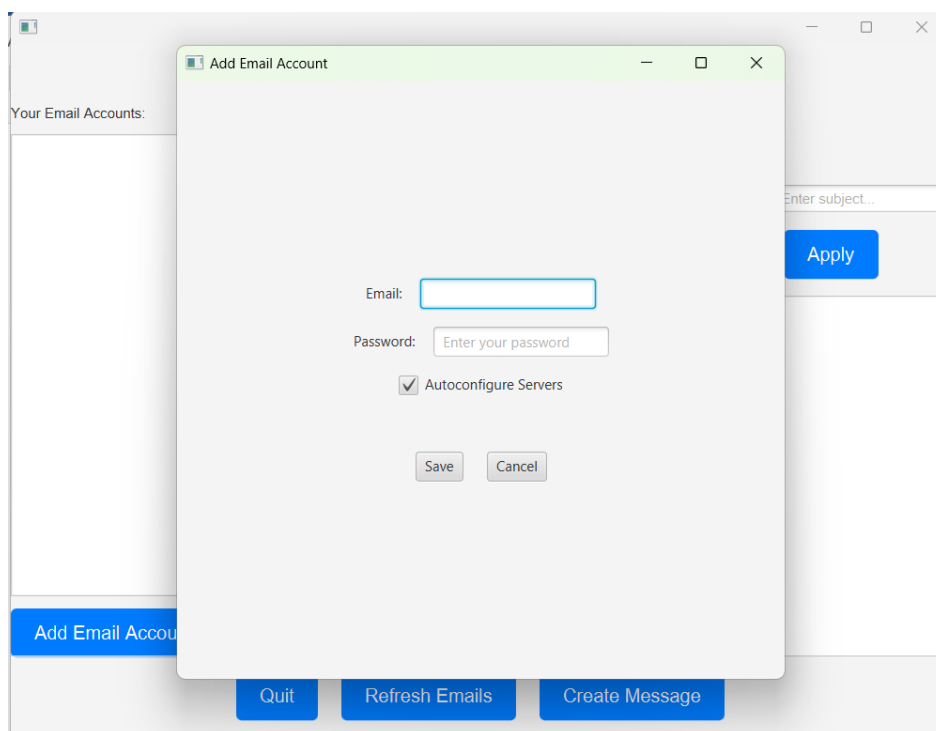 Add Email Account
Your Email Accounts:
Enter subject...
Apply
Email:
Password: Enter your password
Autoconfigure Servers
Save Cancel
Add Email Accou
Quit Refresh Emails Create Message